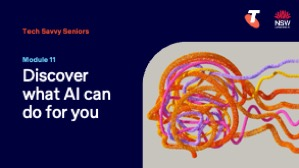 Tech Savvy Seniors
NSW
Module 11
Discover
what AI can
do for you